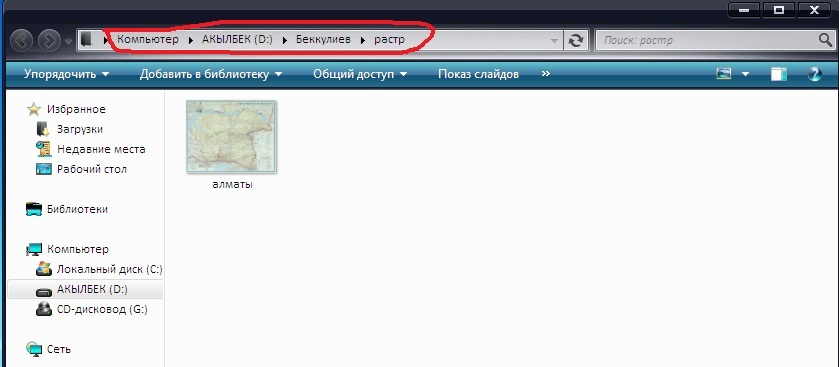 Компьютер ▸ АКЫЛБЕК (D:) ▸ Беккулиев ▸ растр
Поиск: растр
Упорядочить Добавить в библиотеку Общий доступ Показ слайдов »
Избранное
Загрузки
Недавние места
Рабочий стол
Библиотеки
Компьютер
Локальный диск (C:)
АКЫЛБЕК (D:)
CD-дисковод (G:)
Сеть
алматы